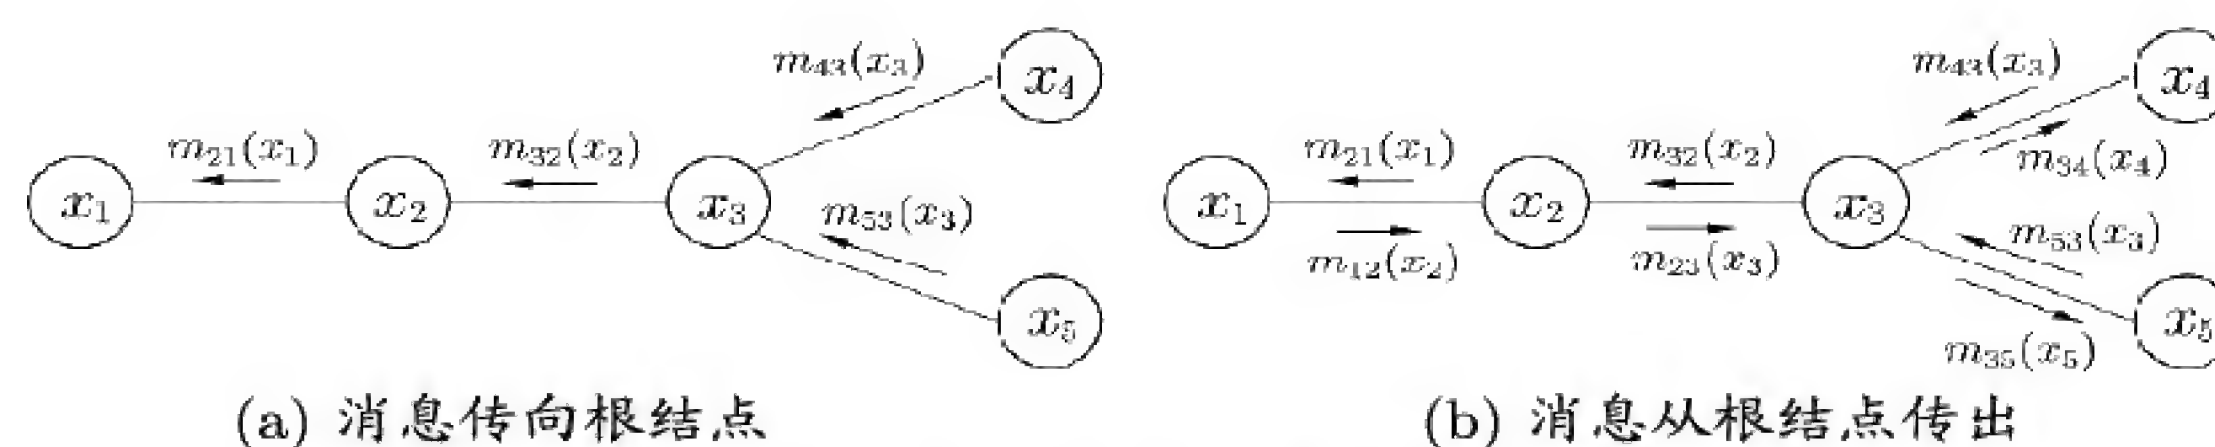 m₄₃(x₃)
x₄
m₂₁(x₁)
m₃₂(x₂)
x₁
x₂
x₃
m₅₃(x₃)
x₅
(a) 消息传向根结点
m₄₃(x₃)
x₄
m₂₁(x₁)
m₃₂(x₂)
m₃₄(x₄)
x₁
x₂
x₃
m₁₂(x₂)
m₂₃(x₃)
m₅₃(x₃)
x₅
m₃₅(x₅)
(b) 消息从根结点传出